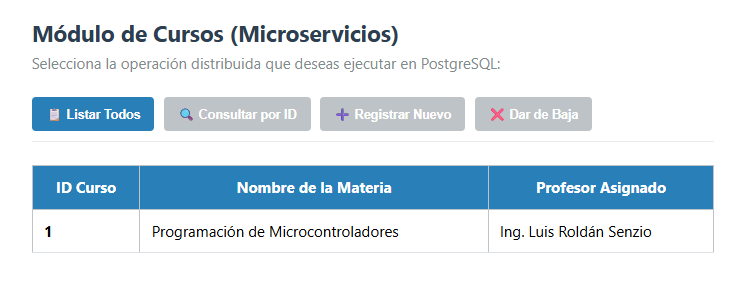 Módulo de Cursos (Microservicios)
Selecciona la operación distribuida que deseas ejecutar en PostgreSQL:
Listar Todos Consultar por ID Registrar Nuevo Dar de Baja
ID Curso Nombre de la Materia Profesor Asignado
1 Programación de Microcontroladores Ing. Luis Roldán Senzio